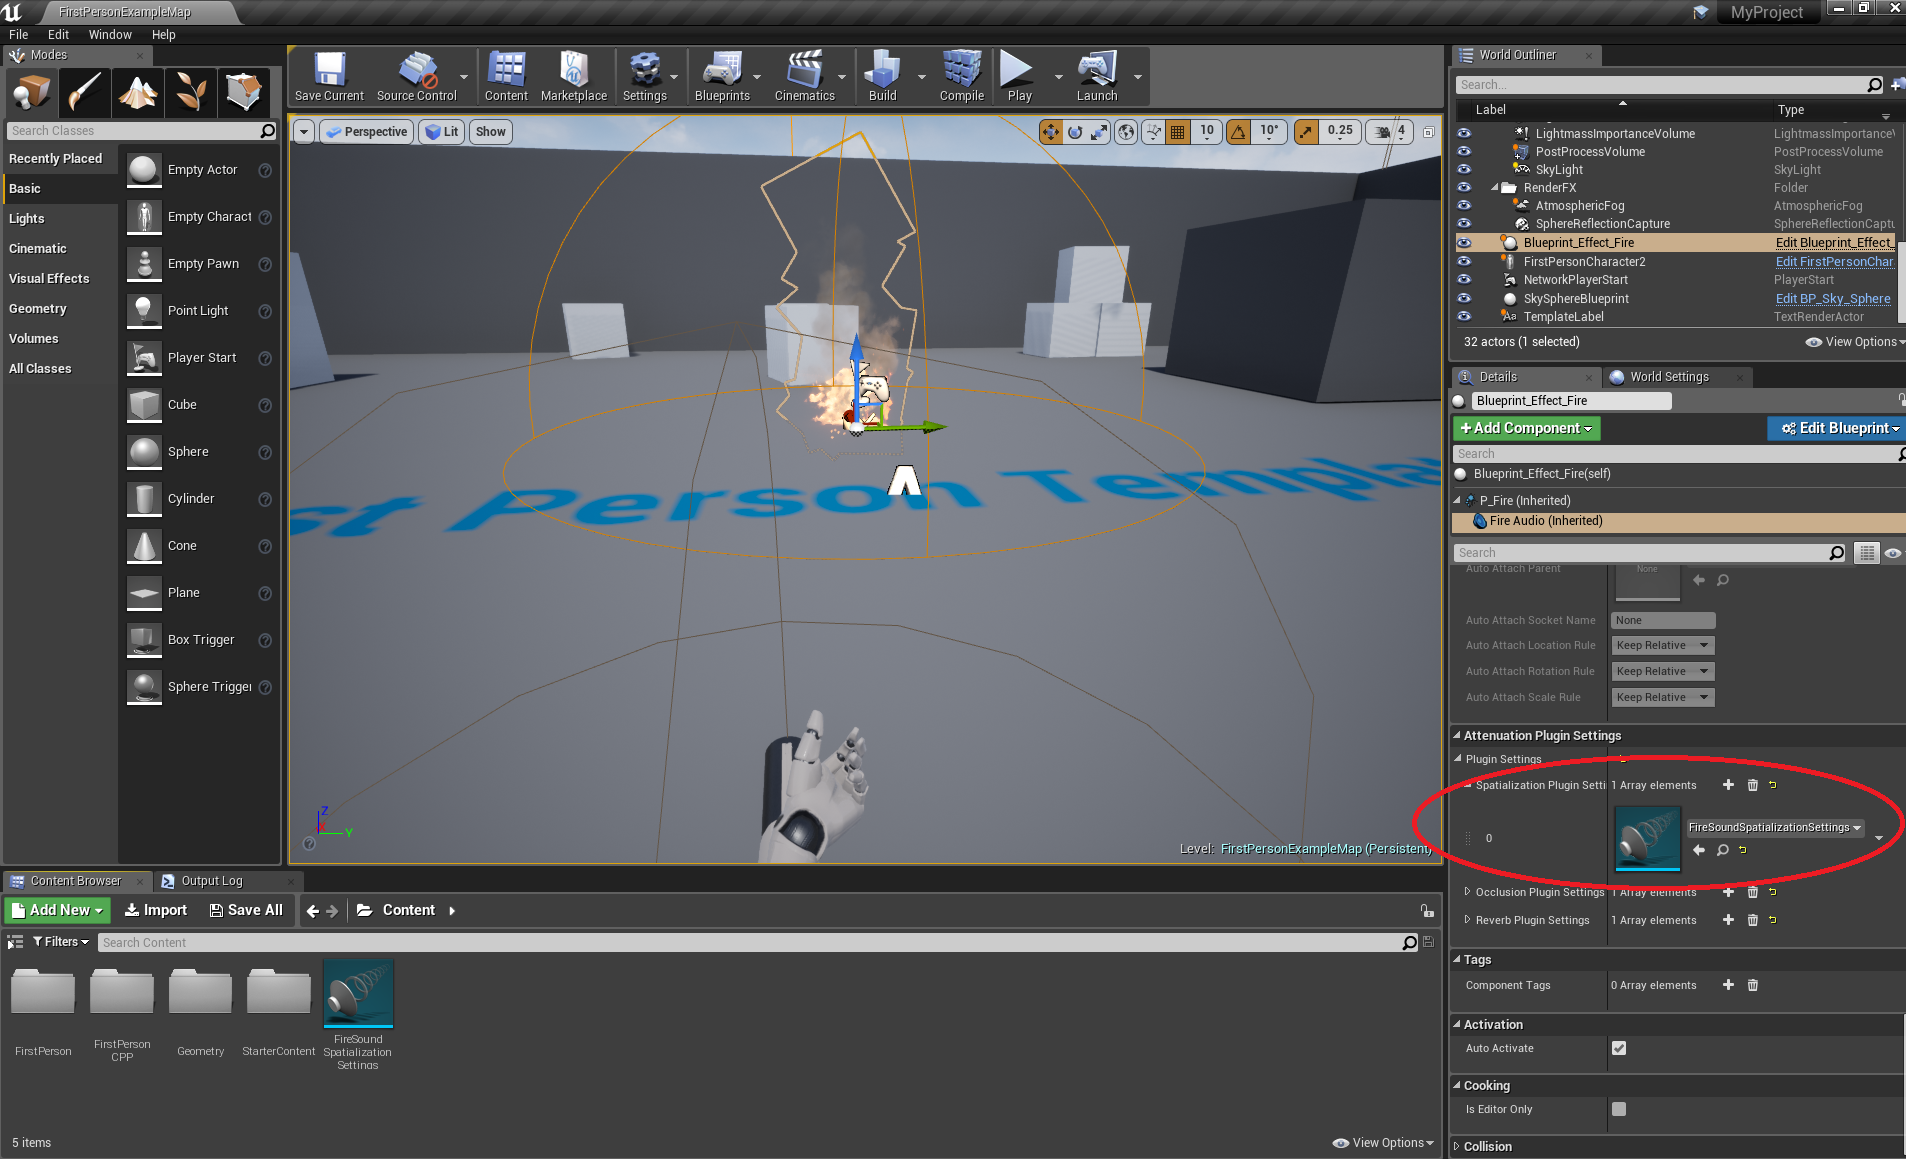 FirstPersonExampleMap
MyProject
File Edit Window Help
Modes
Search Classes
Recently Placed
Basic
Lights
Cinematic
Visual Effects
Geometry
Volumes
All Classes
Empty Actor
Empty Charact
Empty Pawn
Point Light
Player Start
Cube
Sphere
Cylinder
Cone
Plane
Box Trigger
Sphere Trigger
Save Current Source Control Content Marketplace Settings Blueprints Cinematics Build Compile Play Launch
Perspective Lit Show 10 10° 0.25 4
st Person Templa
Z
X
Y
Level: FirstPersonExampleMap (Persistent)
World Outliner
Search...
Label Type
LightmassImportanceVolume LightmassImportanceV
PostProcessVolume PostProcessVolume
SkyLight SkyLight
RenderFX Folder
AtmosphericFog AtmosphericFog
SphereReflectionCapture SphereReflectionCaptu
Blueprint_Effect_Fire Edit Blueprint_Effect_
FirstPersonCharacter2 Edit FirstPersonChar
NetworkPlayerStart PlayerStart
SkySphereBlueprint Edit BP_Sky_Sphere
TemplateLabel TextRenderActor
32 actors (1 selected) View Options
Details World Settings
Blueprint_Effect_Fire
+Add Component Edit Blueprint
Search
Blueprint_Effect_Fire(self)
P_Fire (Inherited)
Fire Audio (Inherited)
Search
Auto Attach Parent None
Auto Attach Socket Name None
Auto Attach Location Rule Keep Relative
Auto Attach Rotation Rule Keep Relative
Auto Attach Scale Rule Keep Relative
Attenuation Plugin Settings
Plugin Settings
Spatialization Plugin Setti 1 Array elements
0 FireSoundSpatializationSettings
Occlusion Plugin Settings 1 Array elements
Reverb Plugin Settings 1 Array elements
Tags
Component Tags 0 Array elements
Activation
Auto Activate
Cooking
Is Editor Only
Collision
Content Browser Output Log
Add New Import Save All Content
Filters Search Content
FirstPerson
FirstPerson
CPP
Geometry
StarterContent
FireSound
Spatialization
Settings
5 items View Options